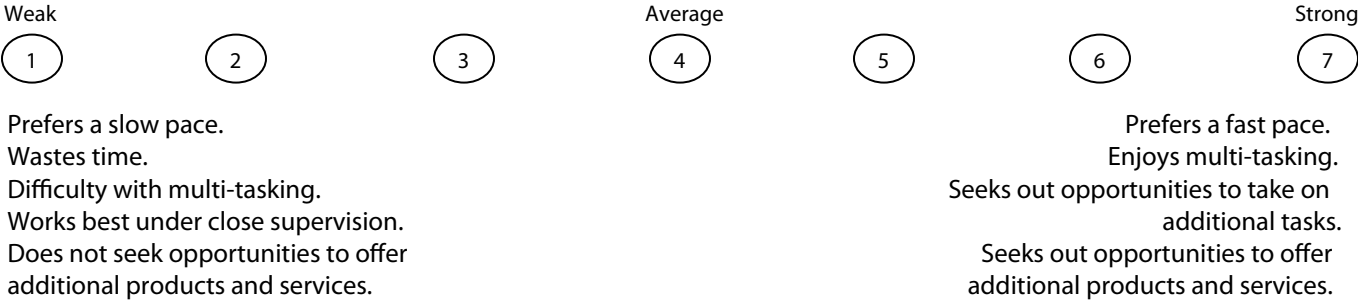 Weak Average Strong
1 2 3 4 5 6 7
Prefers a slow pace.
Wastes time.
Difficulty with multi-tasking.
Works best under close supervision.
Does not seek opportunities to offer
additional products and services.
Prefers a fast pace.
Enjoys multi-tasking.
Seeks out opportunities to take on
additional tasks.
Seeks out opportunities to offer
additional products and services.